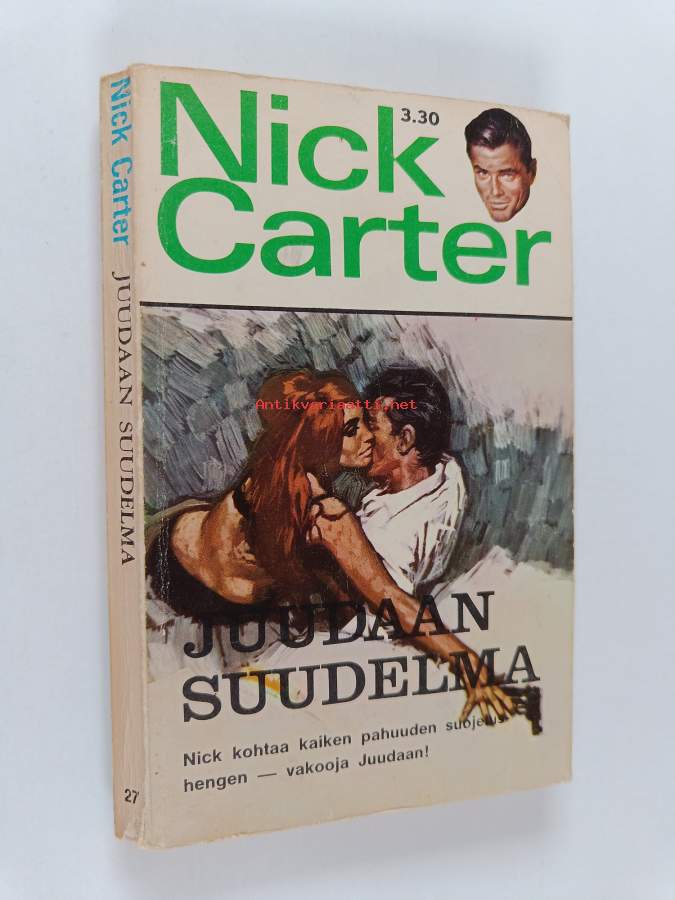 Nick Carter JUUDAAN SUUDELMA 27
Nick
3.30
Carter
Antikvariaatti.net
JUUDAAN
SUUDELMA
Nick kohtaa kaiken pahuuden suojelus-
hengen — vakooja Juudaan!